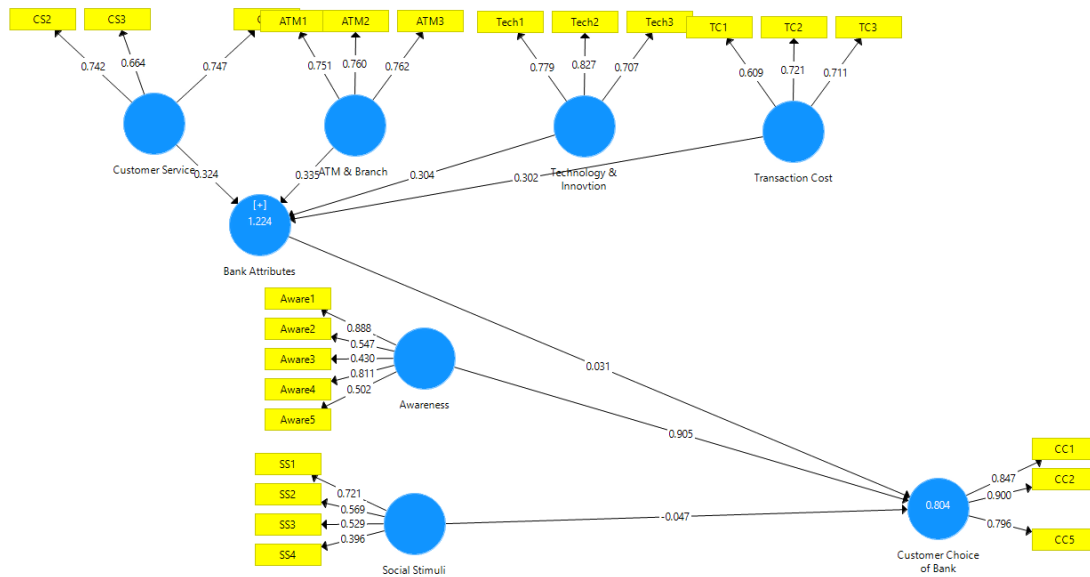 CS2
CS3
C
ATM1
ATM2
ATM3
Tech1
Tech2
Tech3
TC1
TC2
TC3
0.742
0.664
0.747
0.751
0.760
0.762
0.779
0.827
0.707
0.609
0.721
0.711
Customer Service
ATM & Branch
Technology &
Innovtion
Transaction Cost
0.324
0.335
0.304
0.302
[+]
1.224
Bank Attributes
Aware1
Aware2
Aware3
Aware4
Aware5
0.888
0.547
0.430
0.811
0.502
Awareness
0.031
0.905
SS1
SS2
SS3
SS4
0.721
0.569
0.529
0.396
Social Stimuli
-0.047
0.804
Customer Choice
of Bank
0.847
0.900
0.796
CC1
CC2
CC5